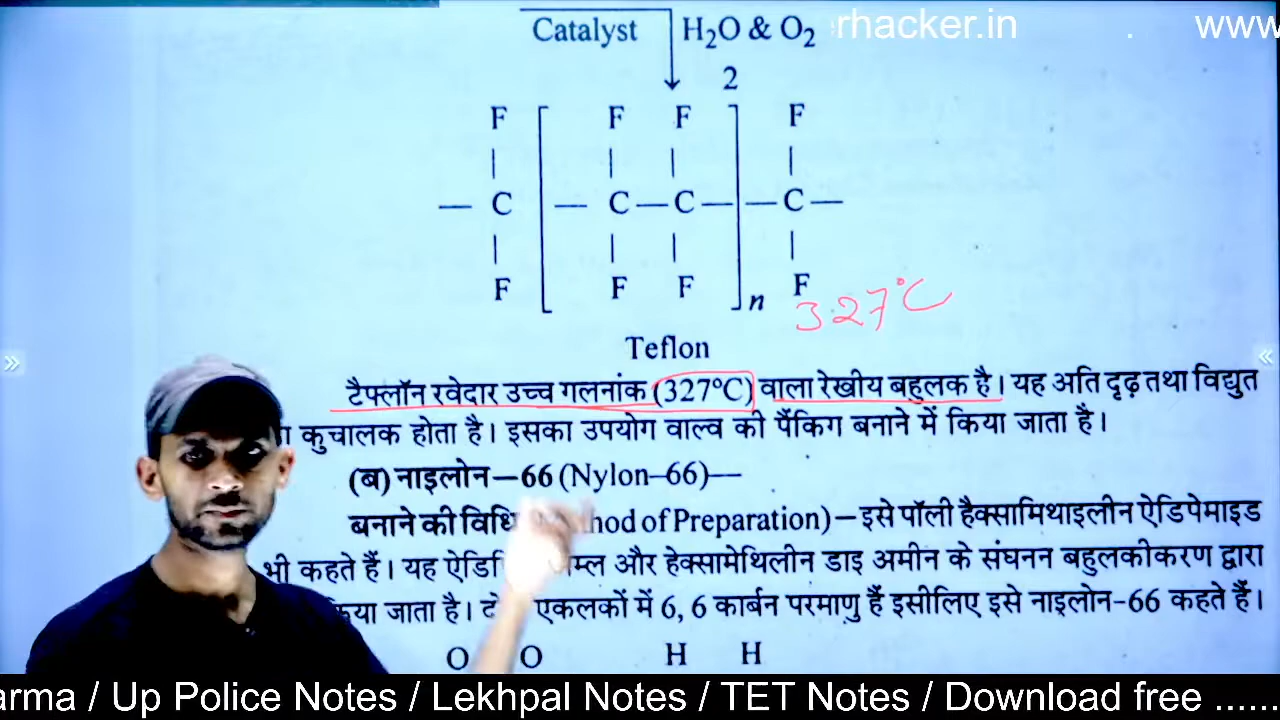 rhacker.in . www
Catalyst H₂O & O₂
2
F F F F
— C — C — C — — C —
F F F F
n
327°C
Teflon
टैफ्लॉन रवेदार उच्च गलनांक (327ºC) वाला रेखीय बहुलक है। यह अति दृढ़ तथा विद्युत
कुचालक होता है। इसका उपयोग वाल्व की पैंकिग बनाने में किया जाता है।
(ब) नाइलोन–66 (Nylon–66)—
बनाने की विधि hod of Preparation) – इसे पॉली हैक्सामिथाइलीन ऐडिपेमाइड
भी कहते हैं। यह ऐडि म्ल और हेक्सामेथिलीन डाइ अमीन के संघनन बहुलकीकरण द्वारा
किया जाता है। एकलकों में 6, 6 कार्बन परमाणु हैं इसीलिए इसे नाइलोन-66 कहते हैं।
O O H H
arma / Up Police Notes / Lekhpal Notes / TET Notes / Download free ......